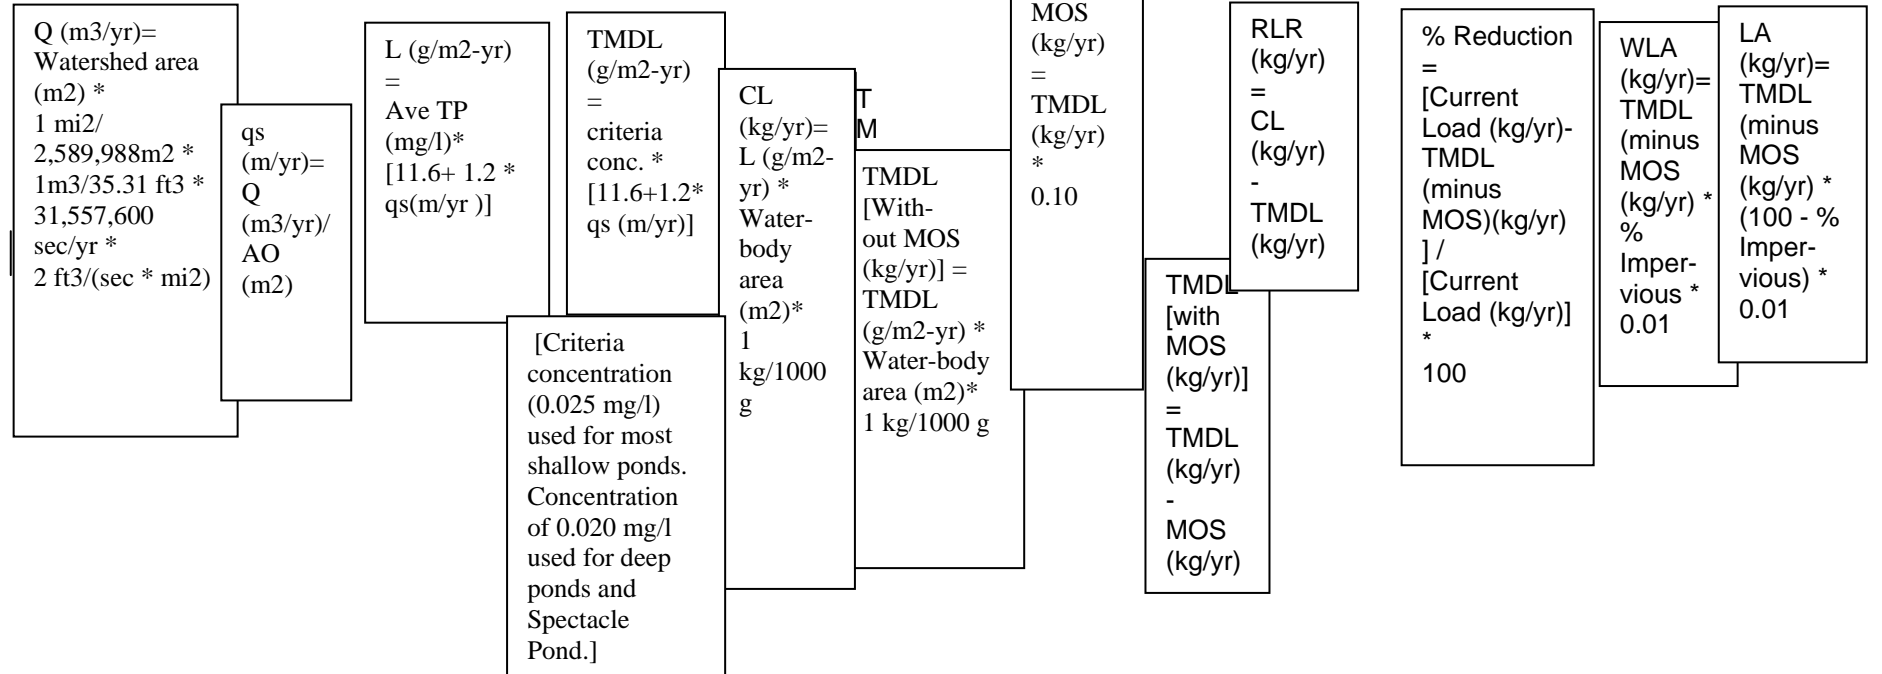 Q (m3/yr)=
Watershed area
(m2) *
1 mi2/
2,589,988m2 *
1m3/35.31 ft3 *
31,557,600
sec/yr *
2 ft3/(sec * mi2)
qs
(m/yr)=
Q
(m3/yr)/
AO
(m2)
L (g/m2-yr)
=
Ave TP
(mg/l)*
[11.6+ 1.2 *
qs(m/yr )]
TMDL
(g/m2-yr)
=
criteria
conc. *
[11.6+1.2*
qs (m/yr)]
[Criteria
concentration
(0.025 mg/l)
used for most
shallow ponds.
Concentration
of 0.020 mg/l
used for deep
ponds and
Spectacle
Pond.]
CL
(kg/yr)=
L (g/m2-
yr) *
Water-
body
area
(m2)*
1
kg/1000
g
T
M
TMDL
[With-
out MOS
(kg/yr)] =
TMDL
(g/m2-yr) *
Water-body
area (m2)*
1 kg/1000 g
MOS
(kg/yr)
=
TMDL
(kg/yr)
*
0.10
TMDL
[with
MOS
(kg/yr)]
=
TMDL
(kg/yr)
-
MOS
(kg/yr)
RLR
(kg/yr)
=
CL
(kg/yr)
-
TMDL
(kg/yr)
% Reduction
=
[Current
Load (kg/yr)-
TMDL
(minus
MOS)(kg/yr)
] /
[Current
Load (kg/yr)]
*
100
WLA
(kg/yr)=
TMDL
(minus
MOS
(kg/yr) *
%
Imper-
vious *
0.01
LA
(kg/yr)=
TMDL
(minus
MOS
(kg/yr) *
(100 - %
Imper-
vious) *
0.01